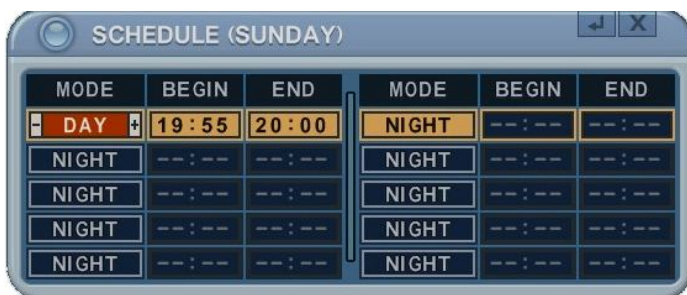 SCHEDULE (SUNDAY) X
MODE BEGIN END MODE BEGIN END
- DAY + 19:55 20:00 NIGHT --:-- --:--
NIGHT --:-- --:-- NIGHT --:-- --:--
NIGHT --:-- --:-- NIGHT --:-- --:--
NIGHT --:-- --:-- NIGHT --:-- --:--
NIGHT --:-- --:-- NIGHT --:-- --:--